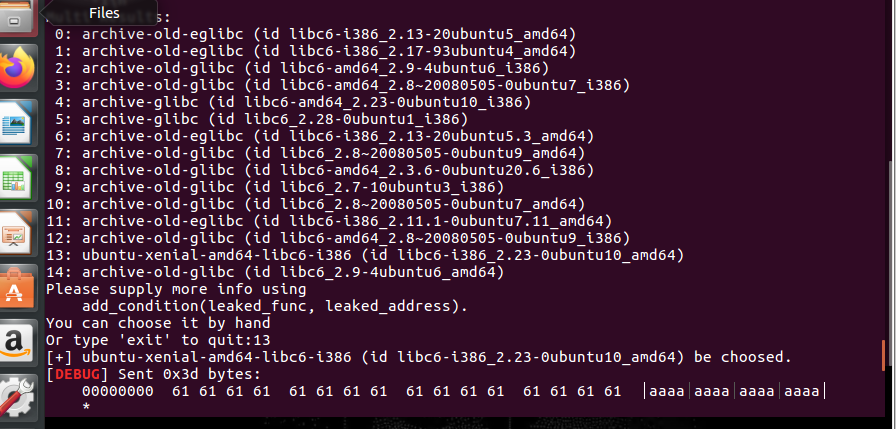 Files
multi-results:
 0: archive-old-eglibc (id libc6-i386_2.13-20ubuntu5_amd64)
 1: archive-old-eglibc (id libc6-i386_2.17-93ubuntu4_amd64)
 2: archive-old-glibc (id libc6-amd64_2.9-4ubuntu6_i386)
 3: archive-old-glibc (id libc6-amd64_2.8~20080505-0ubuntu7_i386)
 4: archive-glibc (id libc6-amd64_2.23-0ubuntu10_i386)
 5: archive-glibc (id libc6_2.28-0ubuntu1_i386)
 6: archive-old-eglibc (id libc6-i386_2.13-20ubuntu5.3_amd64)
 7: archive-old-glibc (id libc6_2.8~20080505-0ubuntu9_amd64)
 8: archive-old-glibc (id libc6-amd64_2.3.6-0ubuntu20.6_i386)
 9: archive-old-glibc (id libc6_2.7-10ubuntu3_i386)
10: archive-old-glibc (id libc6_2.8~20080505-0ubuntu7_amd64)
11: archive-old-eglibc (id libc6-i386_2.11.1-0ubuntu7.11_amd64)
12: archive-old-glibc (id libc6-amd64_2.8~20080505-0ubuntu9_i386)
13: ubuntu-xenial-amd64-libc6-i386 (id libc6-i386_2.23-0ubuntu10_amd64)
14: archive-old-glibc (id libc6_2.9-4ubuntu6_amd64)
Please supply more info using
    add_condition(leaked_func, leaked_address).
You can choose it by hand
Or type 'exit' to quit:13
[+] ubuntu-xenial-amd64-libc6-i386 (id libc6-i386_2.23-0ubuntu10_amd64) be choosed.
[DEBUG] Sent 0x3d bytes:
    00000000  61 61 61 61  61 61 61 61  61 61 61 61  61 61 61 61  │aaaa│aaaa│aaaa│aaaa│
    *